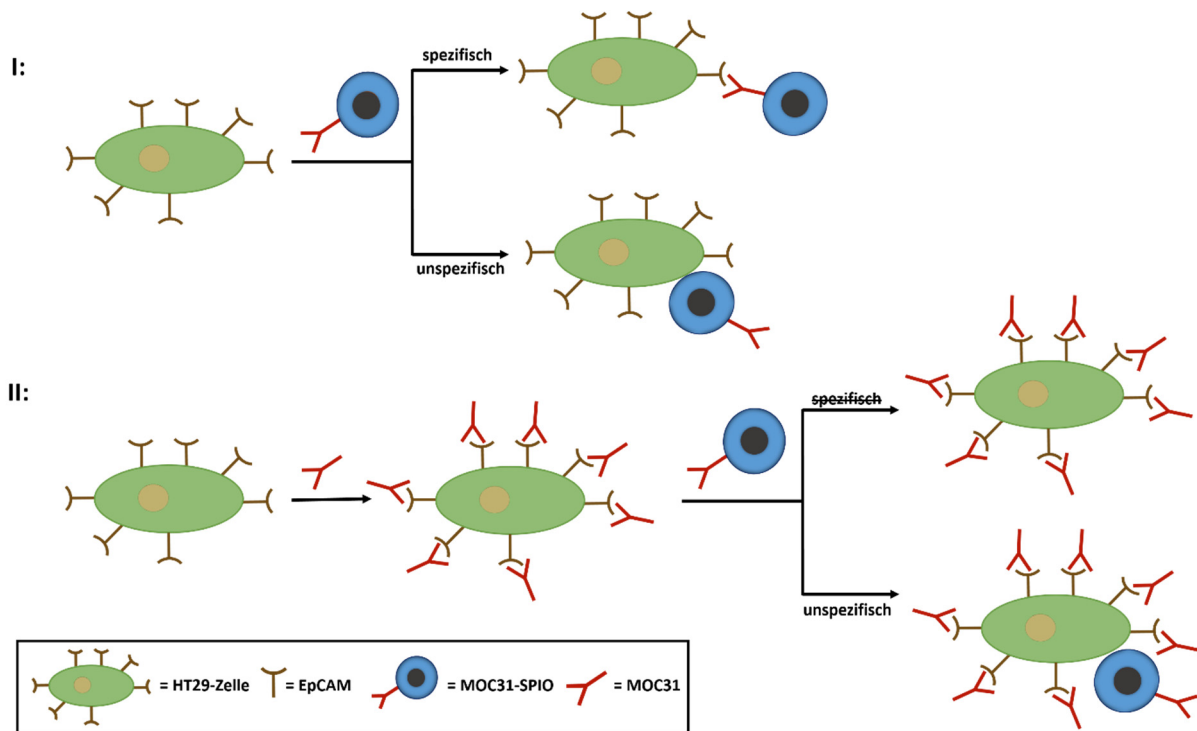 I:
spezifisch
unspezifisch
II:
spezifisch
unspezifisch
= HT29-Zelle = EpCAM = MOC31-SPIO = MOC31